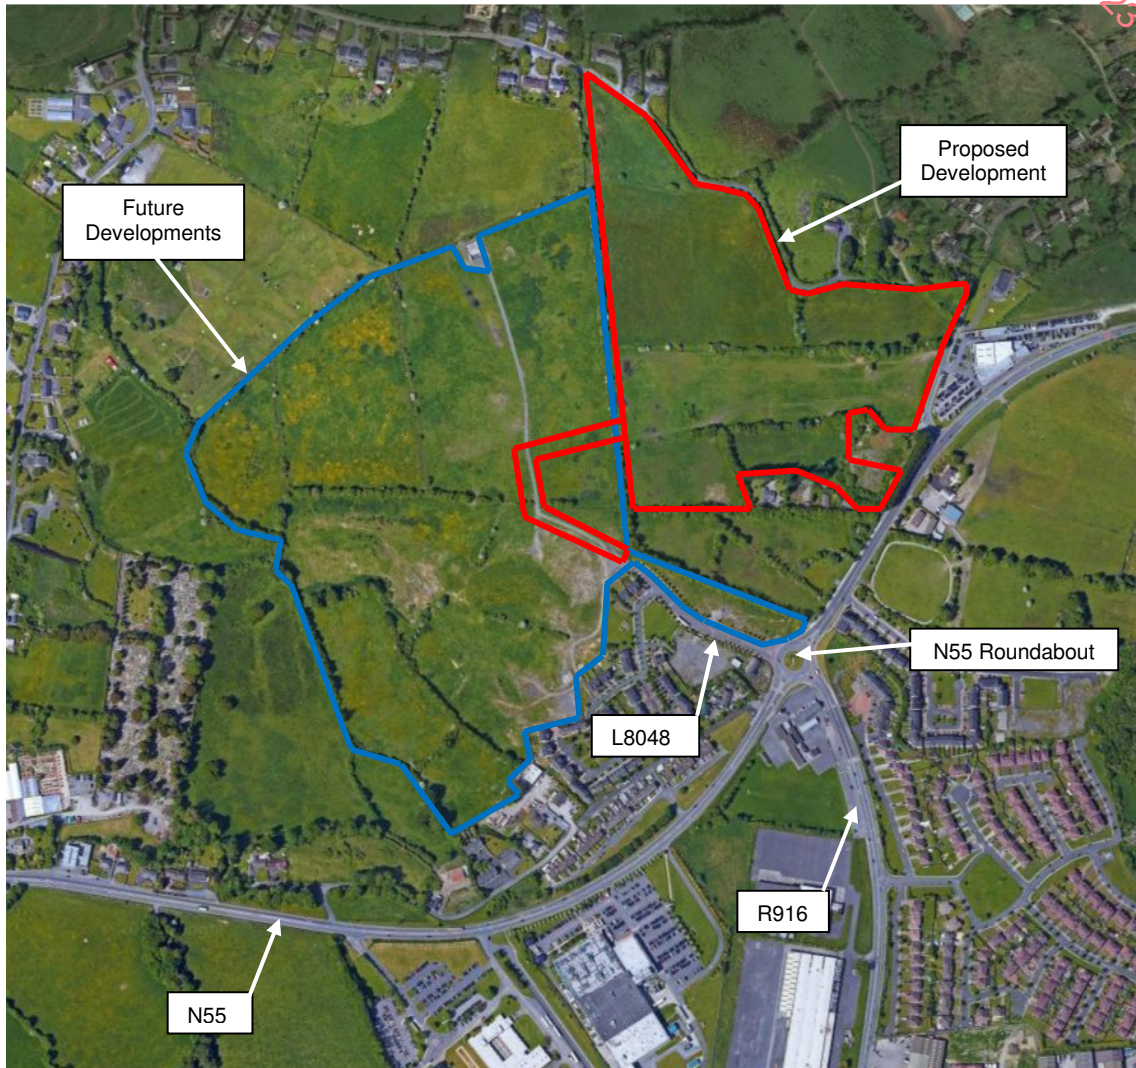 Proposed
Development
Future
Developments
N55 Roundabout
L8048
R916
N55